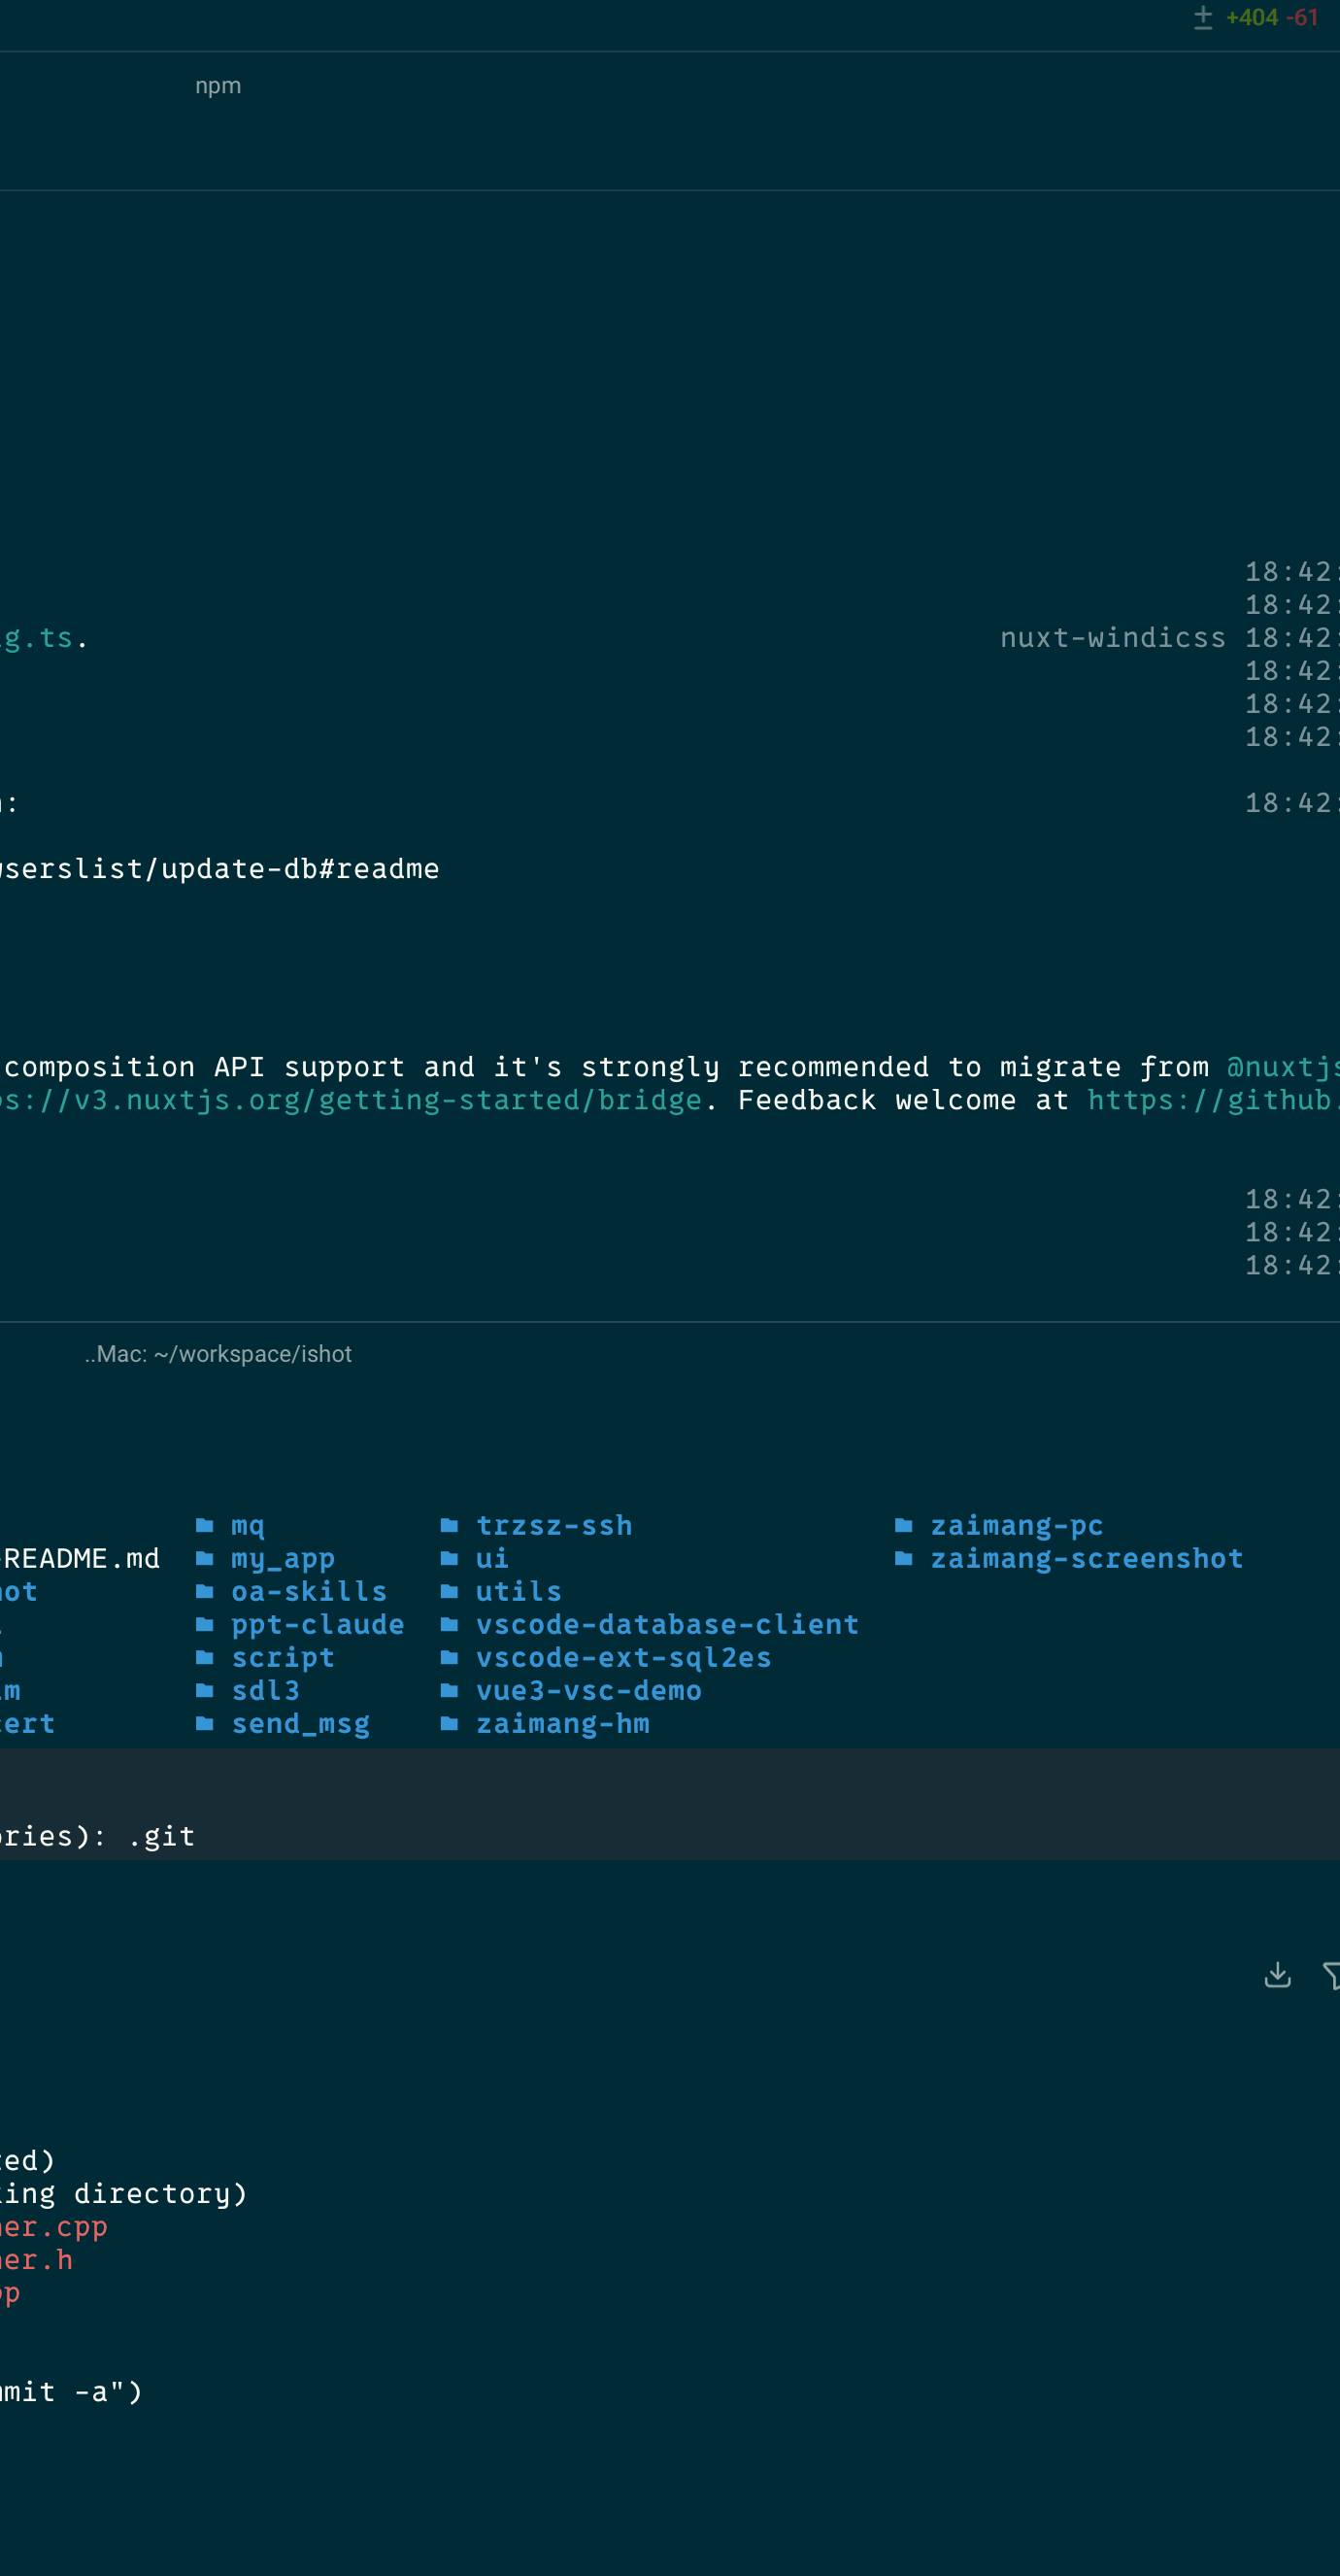 +404 -61
npm
18:42:
18:42:
g.ts. nuxt-windicss 18:42:
18:42:
18:42:
18:42:
: 18:42:
serslist/update-db#readme
composition API support and it's strongly recommended to migrate from @nuxtjs
s://v3.nuxtjs.org/getting-started/bridge. Feedback welcome at https://github.
18:42:
18:42:
18:42:
..Mac: ~/workspace/ishot
mq trzsz-ssh zaimang-pc
README.md my_app ui zaimang-screenshot
ot oa-skills utils
ppt-claude vscode-database-client
script vscode-ext-sql2es
m sdl3 vue3-vsc-demo
ert send_msg zaimang-hm
ries): .git
ed)
ing directory)
er.cpp
er.h
p
mit -a")